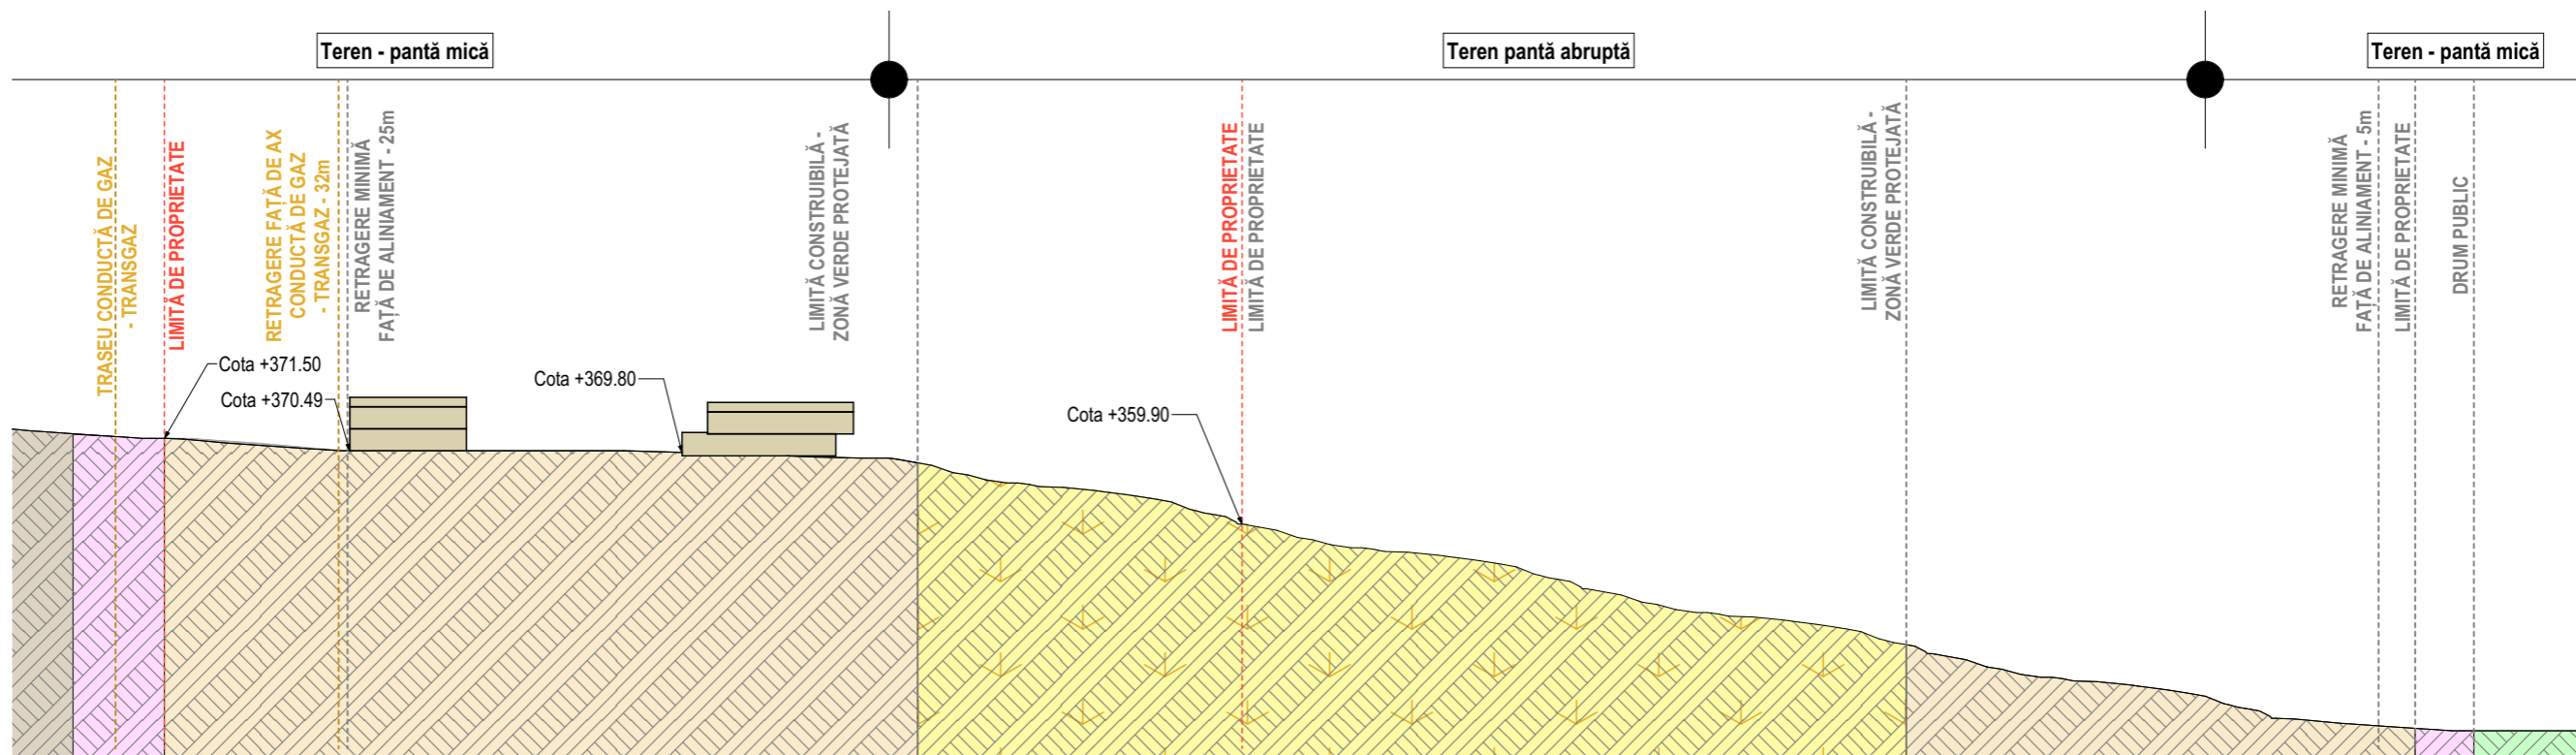 Teren - pantă mică
Teren pantă abruptă
Teren - pantă mică
TRASEU CONDUCTĂ DE GAZ
- TRANSGAZ
LIMITĂ DE PROPRIETATE
RETRAGERE FAȚĂ DE AX
CONDUCTĂ DE GAZ
- TRANSGAZ - 32m
RETRAGERE MINIMĂ
FAȚĂ DE ALINIAMENT - 25m
LIMITĂ CONSTRUIBILĂ -
ZONĂ VERDE PROTEJATĂ
LIMITĂ DE PROPRIETATE
LIMITĂ DE PROPRIETATE
LIMITĂ CONSTRUIBILĂ -
ZONĂ VERDE PROTEJATĂ
RETRAGERE MINIMĂ
FAȚĂ DE ALINIAMENT - 5m
LIMITĂ DE PROPRIETATE
DRUM PUBLIC
Cota +371.50
Cota +370.49
Cota +369.80
Cota +359.90